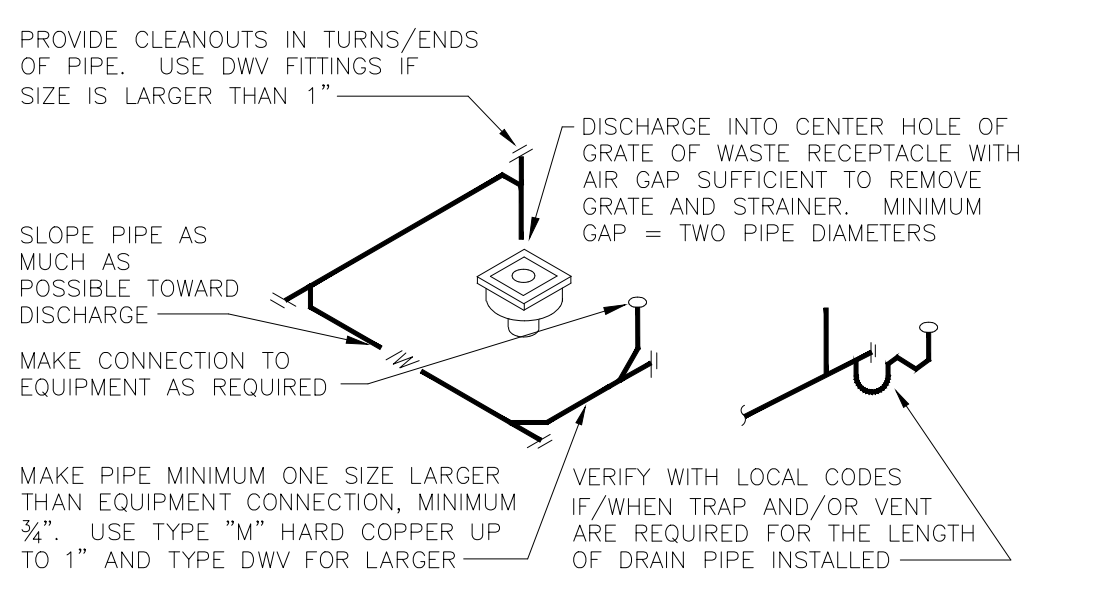 PROVIDE CLEANOUTS IN TURNS/ENDS
OF PIPE. USE DWV FITTINGS IF
SIZE IS LARGER THAN 1"
DISCHARGE INTO CENTER HOLE OF
GRATE OF WASTE RECEPTACLE WITH
AIR GAP SUFFICIENT TO REMOVE
GRATE AND STRAINER. MINIMUM
GAP = TWO PIPE DIAMETERS
SLOPE PIPE AS
MUCH AS
POSSIBLE TOWARD
DISCHARGE
MAKE CONNECTION TO
EQUIPMENT AS REQUIRED
MAKE PIPE MINIMUM ONE SIZE LARGER
THAN EQUIPMENT CONNECTION, MINIMUM
¾". USE TYPE "M" HARD COPPER UP
TO 1" AND TYPE DWV FOR LARGER
VERIFY WITH LOCAL CODES
IF/WHEN TRAP AND/OR VENT
ARE REQUIRED FOR THE LENGTH
OF DRAIN PIPE INSTALLED